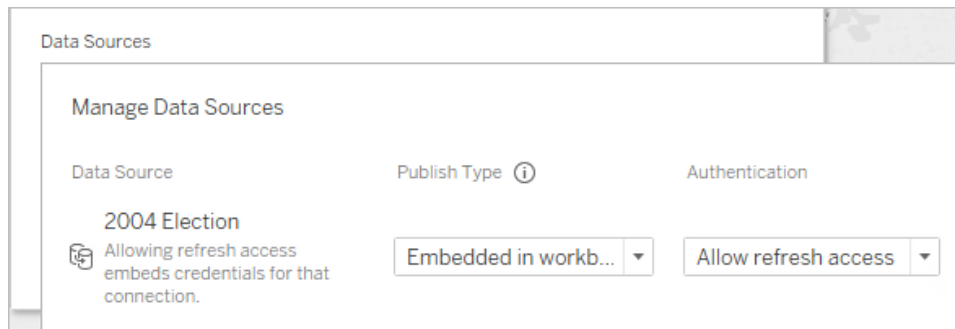 Data Sources
Manage Data Sources
Data Source Publish Type Authentication
2004 Election
Allowing refresh access
embeds credentials for that
connection.
Embedded in workb... Allow refresh access